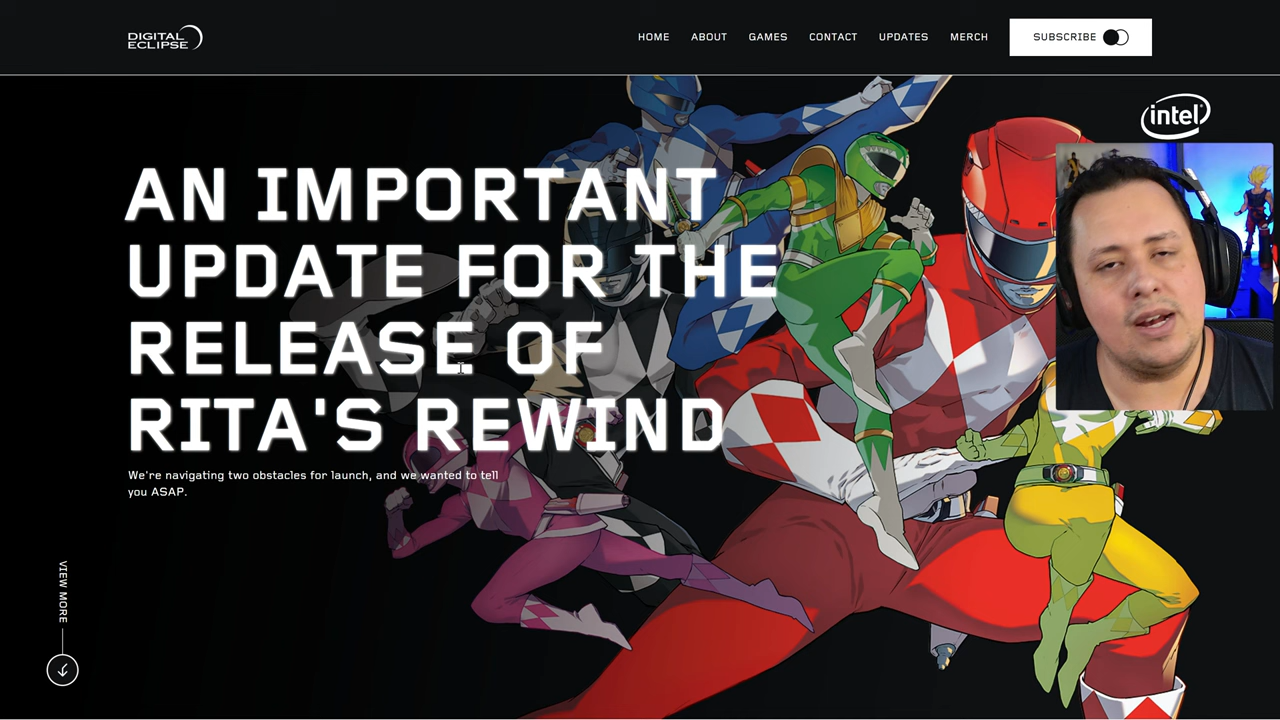 DIGITAL
ECLIPSE
HOME ABOUT GAMES CONTACT UPDATES MERCH SUBSCRIBE
intel
AN IMPORTANT
UPDATE FOR THE
RELEASE OF
RITA'S REWIND
We're navigating two obstacles for launch, and we wanted to tell
you ASAP.
VIEW MORE